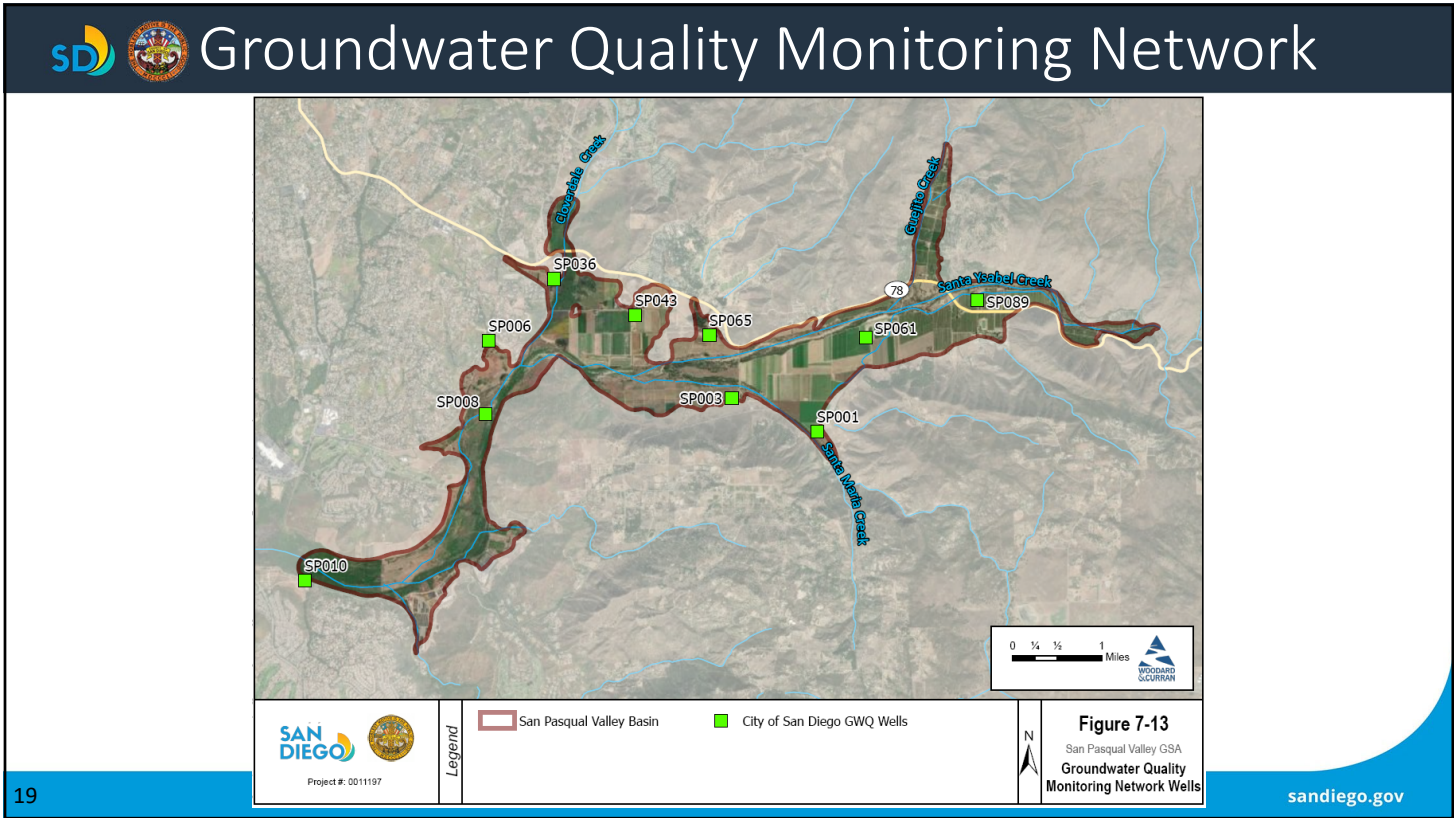 SD
Groundwater Quality Monitoring Network
Cloverdale Creek
Guejito Creek
SP036
Santa Ysabel Creek
78
SP043
SP089
SP065
SP006
SP061
SP003
SP008
SP001
Santa Maria Creek
SP010
0 ¼ ½ 1
Miles
WOODARD
&CURRAN
SAN
DIEGO
Project #: 0011197
Legend
San Pasqual Valley Basin
City of San Diego GWQ Wells
N
Figure 7-13
San Pasqual Valley GSA
Groundwater Quality
Monitoring Network Wells
19
sandiego.gov